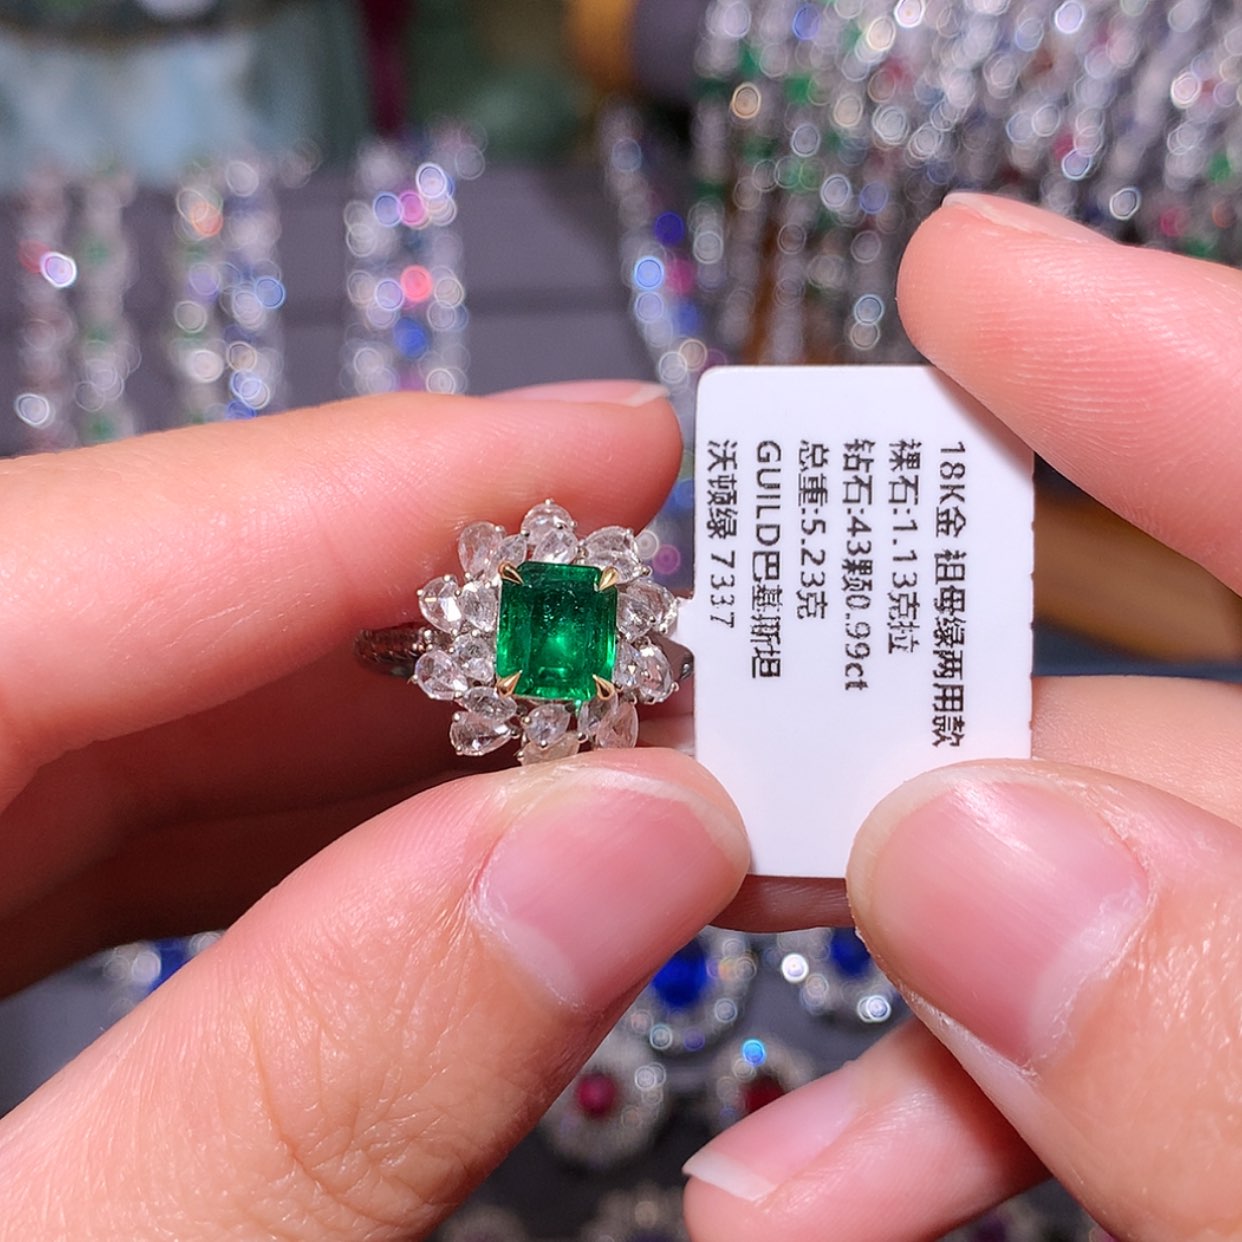 18K金 祖母绿两用款
裸石:1.13克拉
钻石:43颗0.99ct
总重:5.23克
GUILD巴基斯坦
沃顿绿 7337